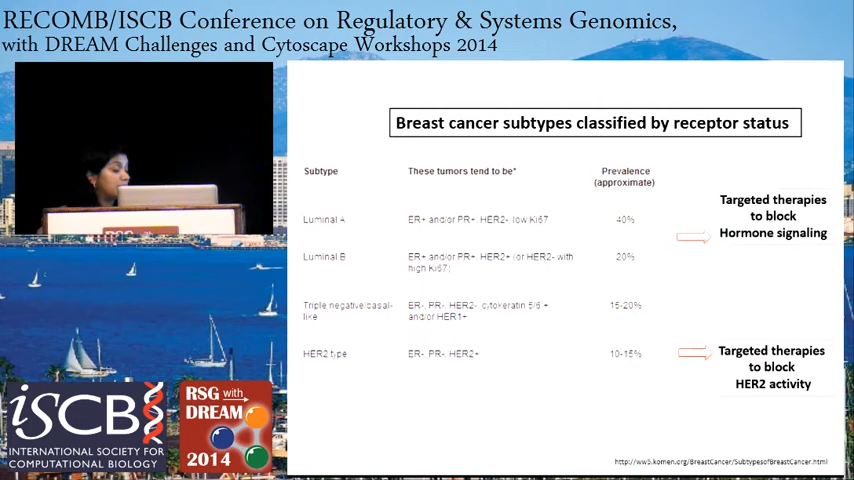 RECOMB/ISCB Conference on Regulatory & Systems Genomics,
with DREAM Challenges and Cytoscape Workshops 2014
Breast cancer subtypes classified by receptor status
Subtype These tumors tend to be* Prevalence
(approximate)
Luminal A ER+ and/or PR+, HER2-, low Ki67 40%
Luminal B ER+ and/or PR+, HER2+ (or HER2- with
high Ki67) 20%
Triple negative/basal-
like ER-, PR-, HER2-, cytokeratin 5/6 +
and/or HER1+ 15-20%
HER2 type ER-, PR-, HER2+ 10-15%
Targeted therapies
to block
Hormone signaling
Targeted therapies
to block
HER2 activity
http://ww5.komen.org/BreastCancer/SubtypesofBreastCancer.html
iSCB
INTERNATIONAL SOCIETY FOR
COMPUTATIONAL BIOLOGY
RSG with
DREAM
2014
iSCB